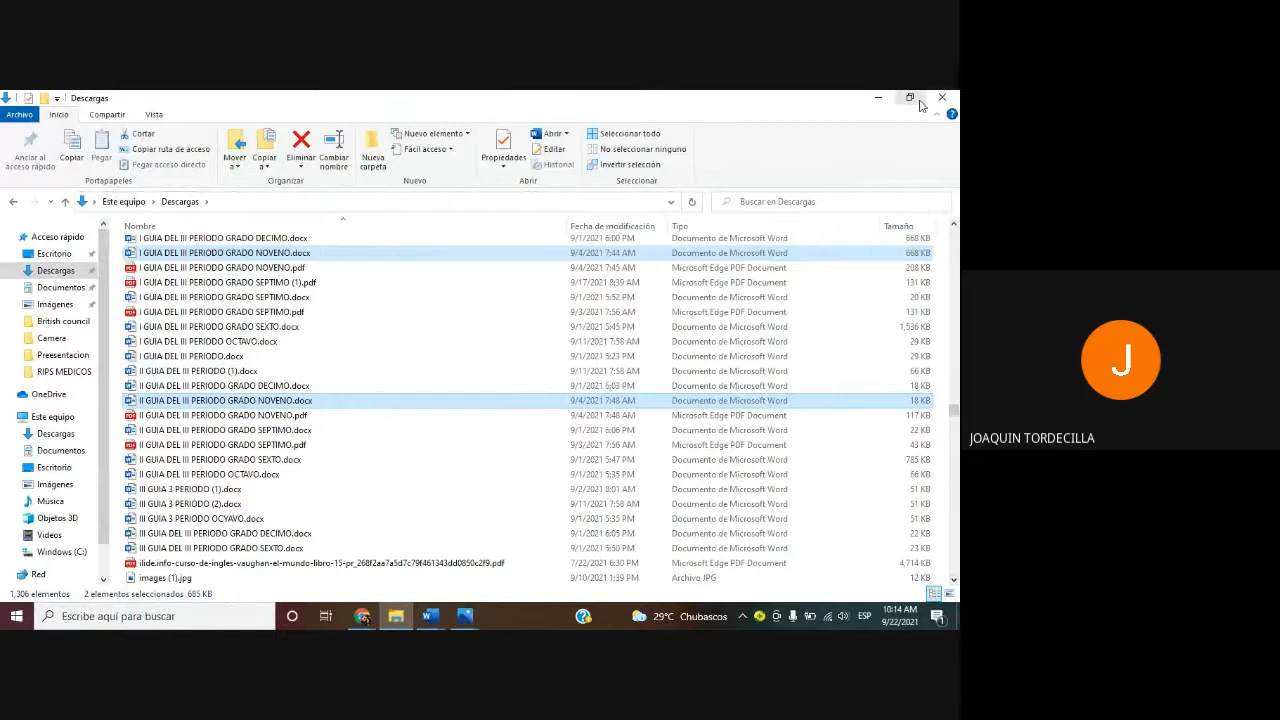 Descargas
Archivo Inicio Compartir Vista
Anclar al acceso rápido
Copiar
Pegar
Cortar
Copiar ruta de acceso
Pegar acceso directo
Portapapeles
Mover a
Copiar a
Eliminar
Cambiar nombre
Organizar
Nueva carpeta
Nuevo elemento
Fácil acceso
Nuevo
Propiedades
Abrir
Editar
Historial
Abrir
Seleccionar todo
No seleccionar ninguno
Invertir selección
Seleccionar
Este equipo > Descargas >
Buscar en Descargas
Acceso rápido
Escritorio
Descargas
Documentos
Imágenes
British council
Camera
Preesentacion
RIPS MEDICOS
OneDrive
Este equipo
Descargas
Documentos
Escritorio
Imágenes
Música
Objetos 3D
Videos
Windows (C:)
Red
Nombre Fecha de modificación Tipo Tamaño
I GUIA DEL III PERIODO GRADO DECIMO.docx 9/1/2021 6:00 PM Documento de Microsoft Word 668 KB
I GUIA DEL III PERIODO GRADO NOVENO.docx 9/4/2021 7:44 AM Documento de Microsoft Word 668 KB
I GUIA DEL III PERIODO GRADO NOVENO.pdf 9/4/2021 7:45 AM Microsoft Edge PDF Document 208 KB
I GUIA DEL III PERIODO GRADO SEPTIMO (1).pdf 9/17/2021 8:39 AM Microsoft Edge PDF Document 131 KB
I GUIA DEL III PERIODO GRADO SEPTIMO.docx 9/1/2021 5:52 PM Documento de Microsoft Word 20 KB
I GUIA DEL III PERIODO GRADO SEPTIMO.pdf 9/3/2021 7:56 AM Microsoft Edge PDF Document 131 KB
I GUIA DEL III PERIODO GRADO SEXTO.docx 9/1/2021 5:45 PM Documento de Microsoft Word 1,536 KB
I GUIA DEL III PERIODO OCTAVO.docx 9/11/2021 7:58 AM Documento de Microsoft Word 29 KB
I GUIA DEL III PERIODO.docx 9/1/2021 5:23 PM Documento de Microsoft Word 29 KB
II GUIA DEL III PERIODO (1).docx 9/11/2021 7:58 AM Documento de Microsoft Word 66 KB
II GUIA DEL III PERIODO GRADO DECIMO.docx 9/1/2021 6:03 PM Documento de Microsoft Word 18 KB
II GUIA DEL III PERIODO GRADO NOVENO.docx 9/4/2021 7:48 AM Documento de Microsoft Word 18 KB
II GUIA DEL III PERIODO GRADO NOVENO.pdf 9/4/2021 7:48 AM Microsoft Edge PDF Document 117 KB
II GUIA DEL III PERIODO GRADO SEPTIMO.docx 9/1/2021 6:06 PM Documento de Microsoft Word 22 KB
II GUIA DEL III PERIODO GRADO SEPTIMO.pdf 9/3/2021 7:56 AM Microsoft Edge PDF Document 43 KB
II GUIA DEL III PERIODO GRADO SEXTO.docx 9/1/2021 5:47 PM Documento de Microsoft Word 785 KB
II GUIA DEL III PERIODO OCTAVO.docx 9/1/2021 5:35 PM Documento de Microsoft Word 66 KB
III GUIA 3 PERIODO (1).docx 9/2/2021 8:01 AM Documento de Microsoft Word 51 KB
III GUIA 3 PERIODO (2).docx 9/11/2021 7:58 AM Documento de Microsoft Word 51 KB
III GUIA 3 PERIODO OCYAVO.docx 9/1/2021 5:35 PM Documento de Microsoft Word 51 KB
III GUIA DEL III PERIODO GRADO DECIMO.docx 9/1/2021 6:05 PM Documento de Microsoft Word 22 KB
III GUIA DEL III PERIODO GRADO SEXTO.docx 9/1/2021 5:50 PM Documento de Microsoft Word 23 KB
ilide.info-curso-de-ingles-vaughan-el-mundo-libro-15-pr_268f2aa7a5d7c79f461343dd0850c2f9.pdf 7/22/2021 6:30 PM Microsoft Edge PDF Document 4,714 KB
images (1).jpg 9/10/2021 1:39 PM Archivo JPG 12 KB
1,306 elementos 2 elementos seleccionados 685 KB
Escribe aquí para buscar
29°C Chubascos
ESP
10:14 AM
9/22/2021
1
J
JOAQUIN TORDECILLA